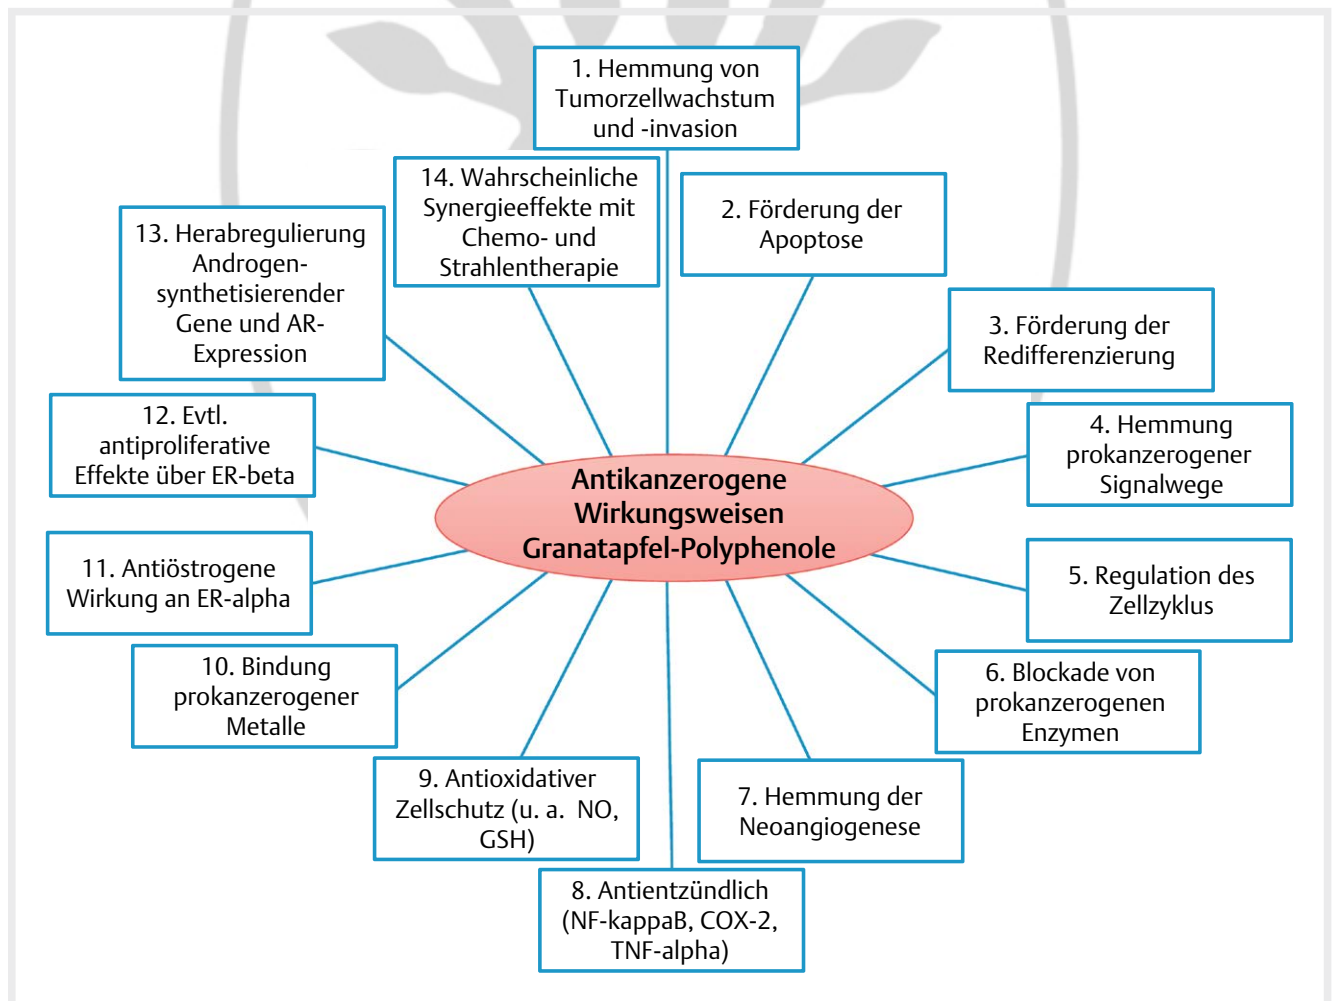 1. Hemmung von
Tumorzellwachstum
und -invasion
2. Förderung der
Apoptose
3. Förderung der
Redifferenzierung
4. Hemmung
prokanzerogener
Signalwege
5. Regulation des
Zellzyklus
6. Blockade von
prokanzerogenen
Enzymen
7. Hemmung der
Neoangiogenese
8. Antientzündlich
(NF-kappaB, COX-2,
TNF-alpha)
9. Antioxidativer
Zellschutz (u. a. NO,
GSH)
10. Bindung
prokanzerogener
Metalle
11. Antiöstrogene
Wirkung an ER-alpha
12. Evtl.
antiproliferative
Effekte über ER-beta
13. Herabregulierung
Androgen-
synthetisierender
Gene und AR-
Expression
14. Wahrscheinliche
Synergieeffekte mit
Chemo- und
Strahlentherapie
Antikanzerogene
Wirkungsweisen
Granatapfel-Polyphenole